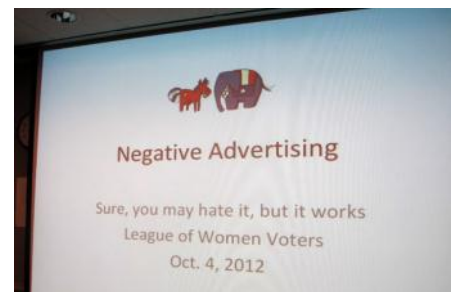 Negative Advertising
Sure, you may hate it, but it works
League of Women Voters
Oct. 4, 2012